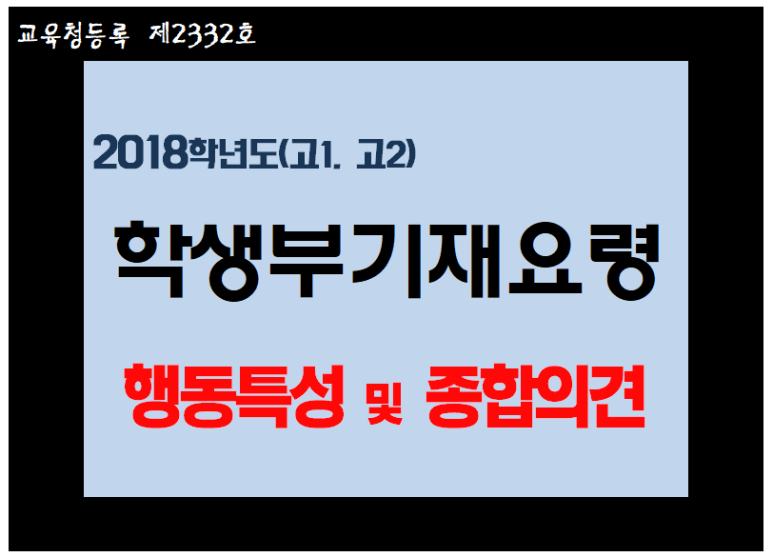 교육청등록 제2332호
2018학년도(고1, 고2)
학생부기재요령
행동특성 및 종합의견